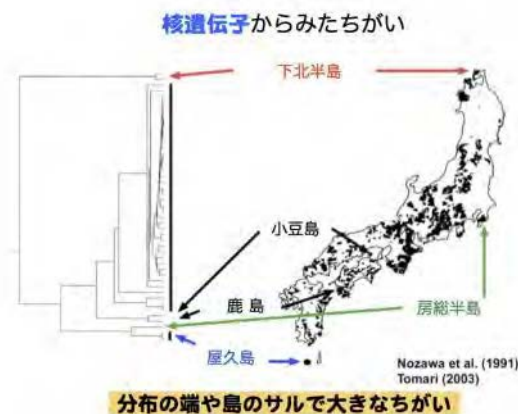 核遺伝子からみたちがい
下北半島
小豆島
鹿 島
房総半島
屋久島
Nozawa et al. (1991)
Tomari (2003)
分布の端や島のサルで大きなちがい